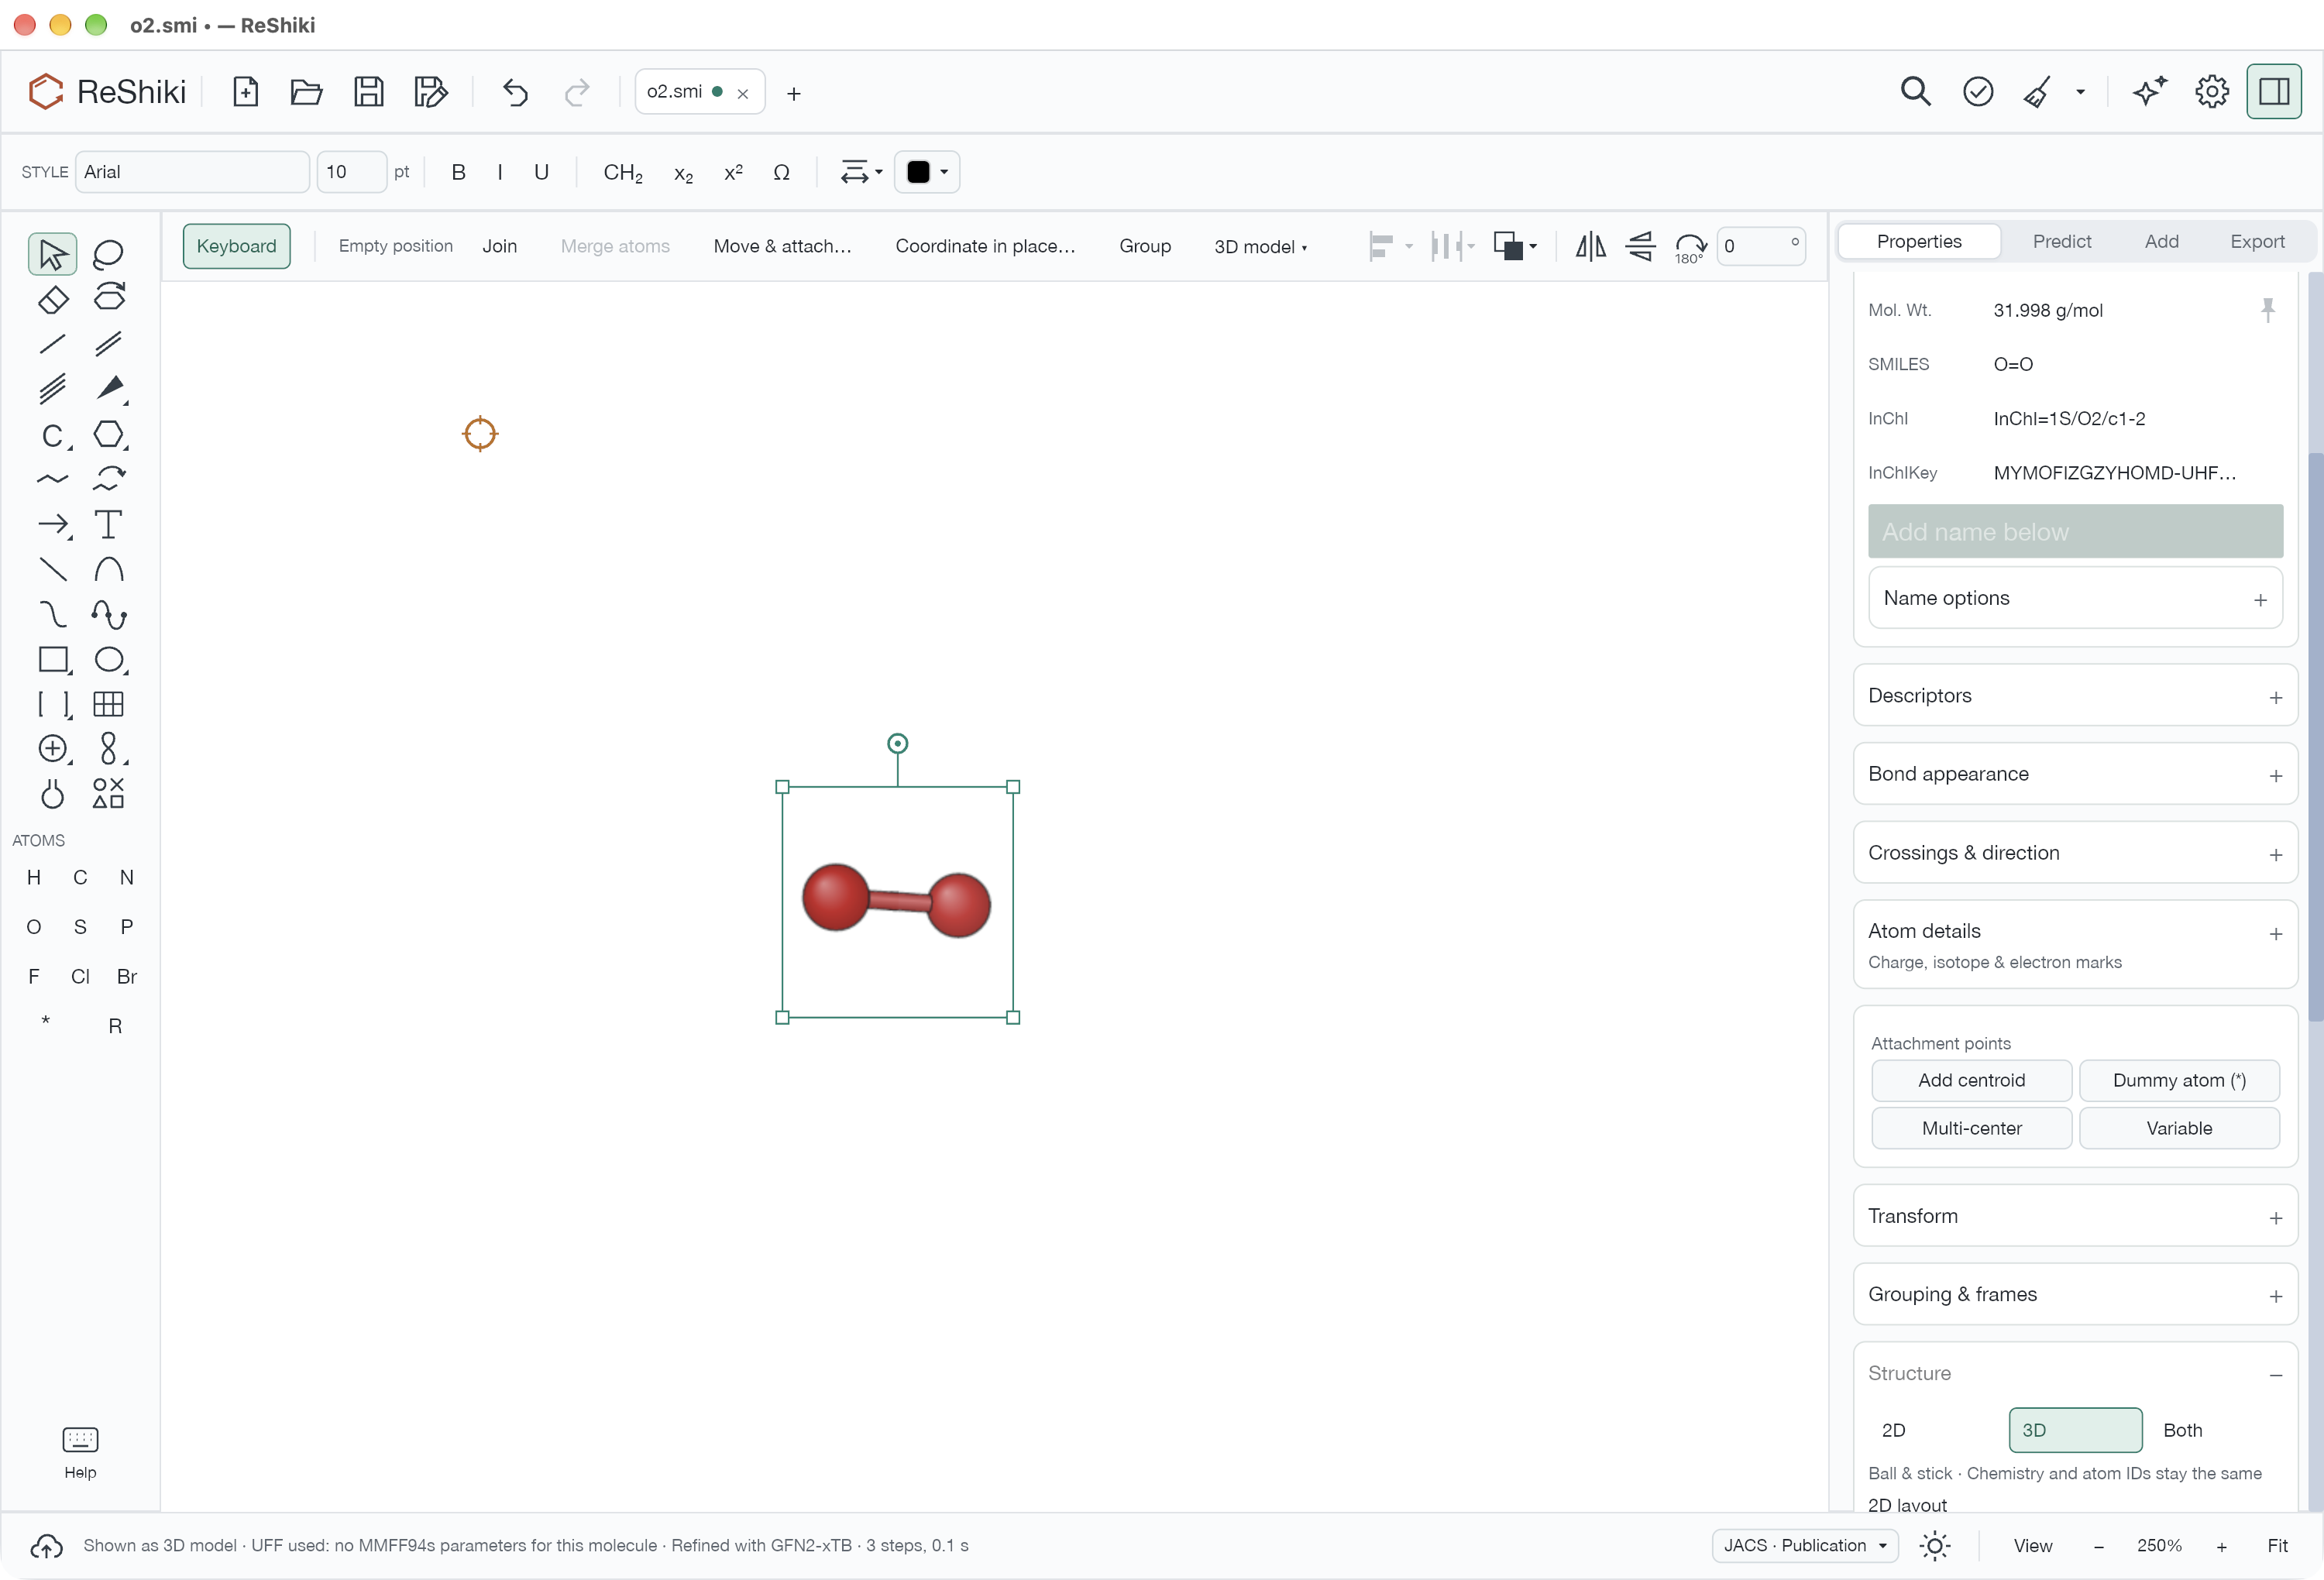 o2.smi • — ReShiki
ReShiki
o2.smi
STYLE Arial 10 pt B I U CH₂ x₂ x² Ω
Keyboard Empty position Join Merge atoms Move & attach... Coordinate in place... Group 3D model 180° 0 °
Properties Predict Add Export
Mol. Wt. 31.998 g/mol
SMILES O=O
InChI InChI=1S/O2/c1-2
InChIKey MYMOFIZGZYHOMD-UHF...
Add name below
Name options +
Descriptors +
Bond appearance +
Crossings & direction +
Atom details +
Charge, isotope & electron marks
Attachment points
Add centroid Dummy atom (*)
Multi-center Variable
Transform +
Grouping & frames +
Structure –
2D 3D Both
Ball & stick · Chemistry and atom IDs stay the same
2D layout
C
T
ATOMS
H C N
O S P
F Cl Br
* R
Help
Shown as 3D model · UFF used: no MMFF94s parameters for this molecule · Refined with GFN2-xTB · 3 steps, 0.1 s
JACS · Publication View – 250% + Fit